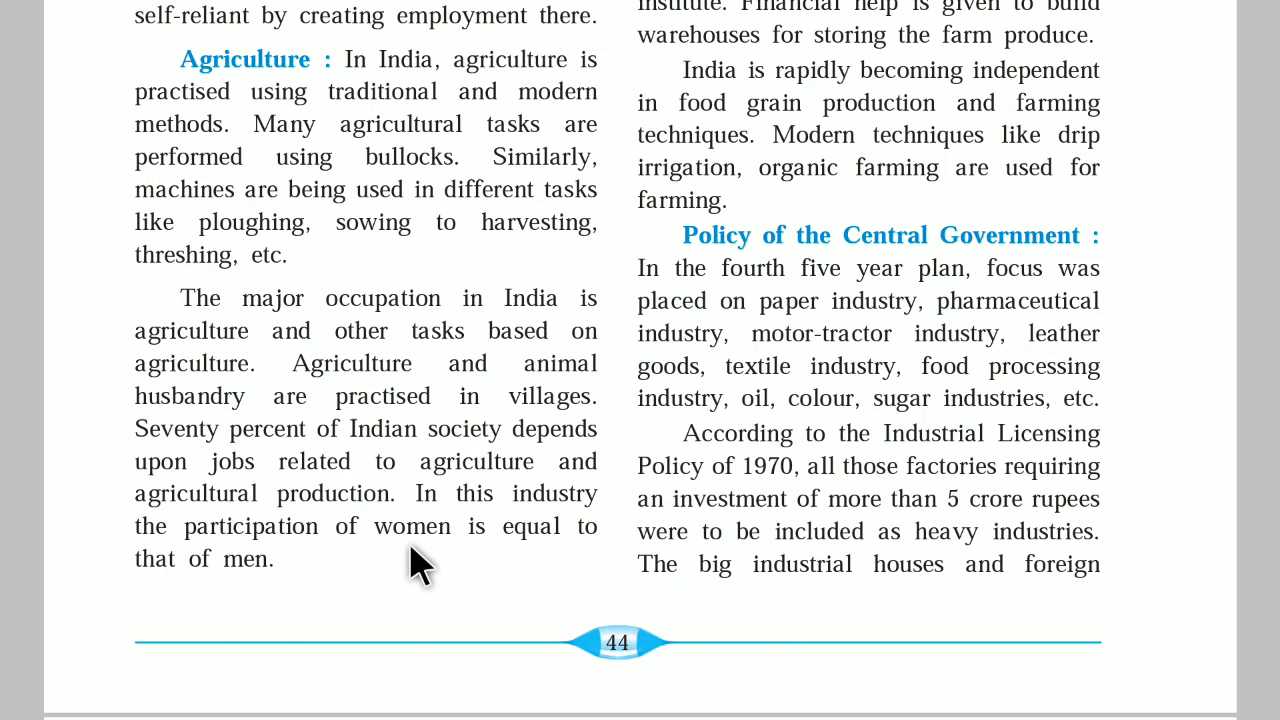 self-reliant by creating employment there.
Agriculture : In India, agriculture is
practised using traditional and modern
methods. Many agricultural tasks are
performed using bullocks. Similarly,
machines are being used in different tasks
like ploughing, sowing to harvesting,
threshing, etc.
The major occupation in India is
agriculture and other tasks based on
agriculture. Agriculture and animal
husbandry are practised in villages.
Seventy percent of Indian society depends
upon jobs related to agriculture and
agricultural production. In this industry
the participation of women is equal to
that of men.
institute. Financial help is given to build
warehouses for storing the farm produce.
India is rapidly becoming independent
in food grain production and farming
techniques. Modern techniques like drip
irrigation, organic farming are used for
farming.
Policy of the Central Government :
In the fourth five year plan, focus was
placed on paper industry, pharmaceutical
industry, motor-tractor industry, leather
goods, textile industry, food processing
industry, oil, colour, sugar industries, etc.
According to the Industrial Licensing
Policy of 1970, all those factories requiring
an investment of more than 5 crore rupees
were to be included as heavy industries.
The big industrial houses and foreign
44